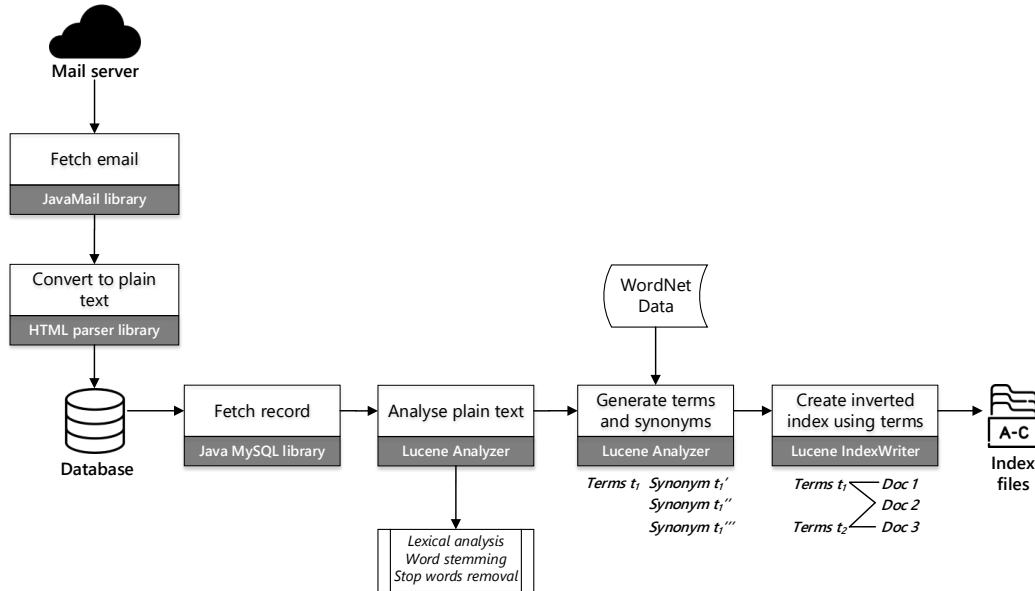 Mail server
Fetch email
JavaMail library
Convert to plain
text
HTML parser library
Database
Fetch record
Java MySQL library
Analyse plain text
Lucene Analyzer
Lexical analysis
Word stemming
Stop words removal
WordNet
Data
Generate terms
and synonyms
Lucene Analyzer
Terms t₁ Synonym t₁'
Synonym t₁''
Synonym t₁'''
Create inverted
index using terms
Lucene IndexWriter
Terms t₁ Doc 1
Doc 2
Terms t₂ Doc 3
A-C
Index
files